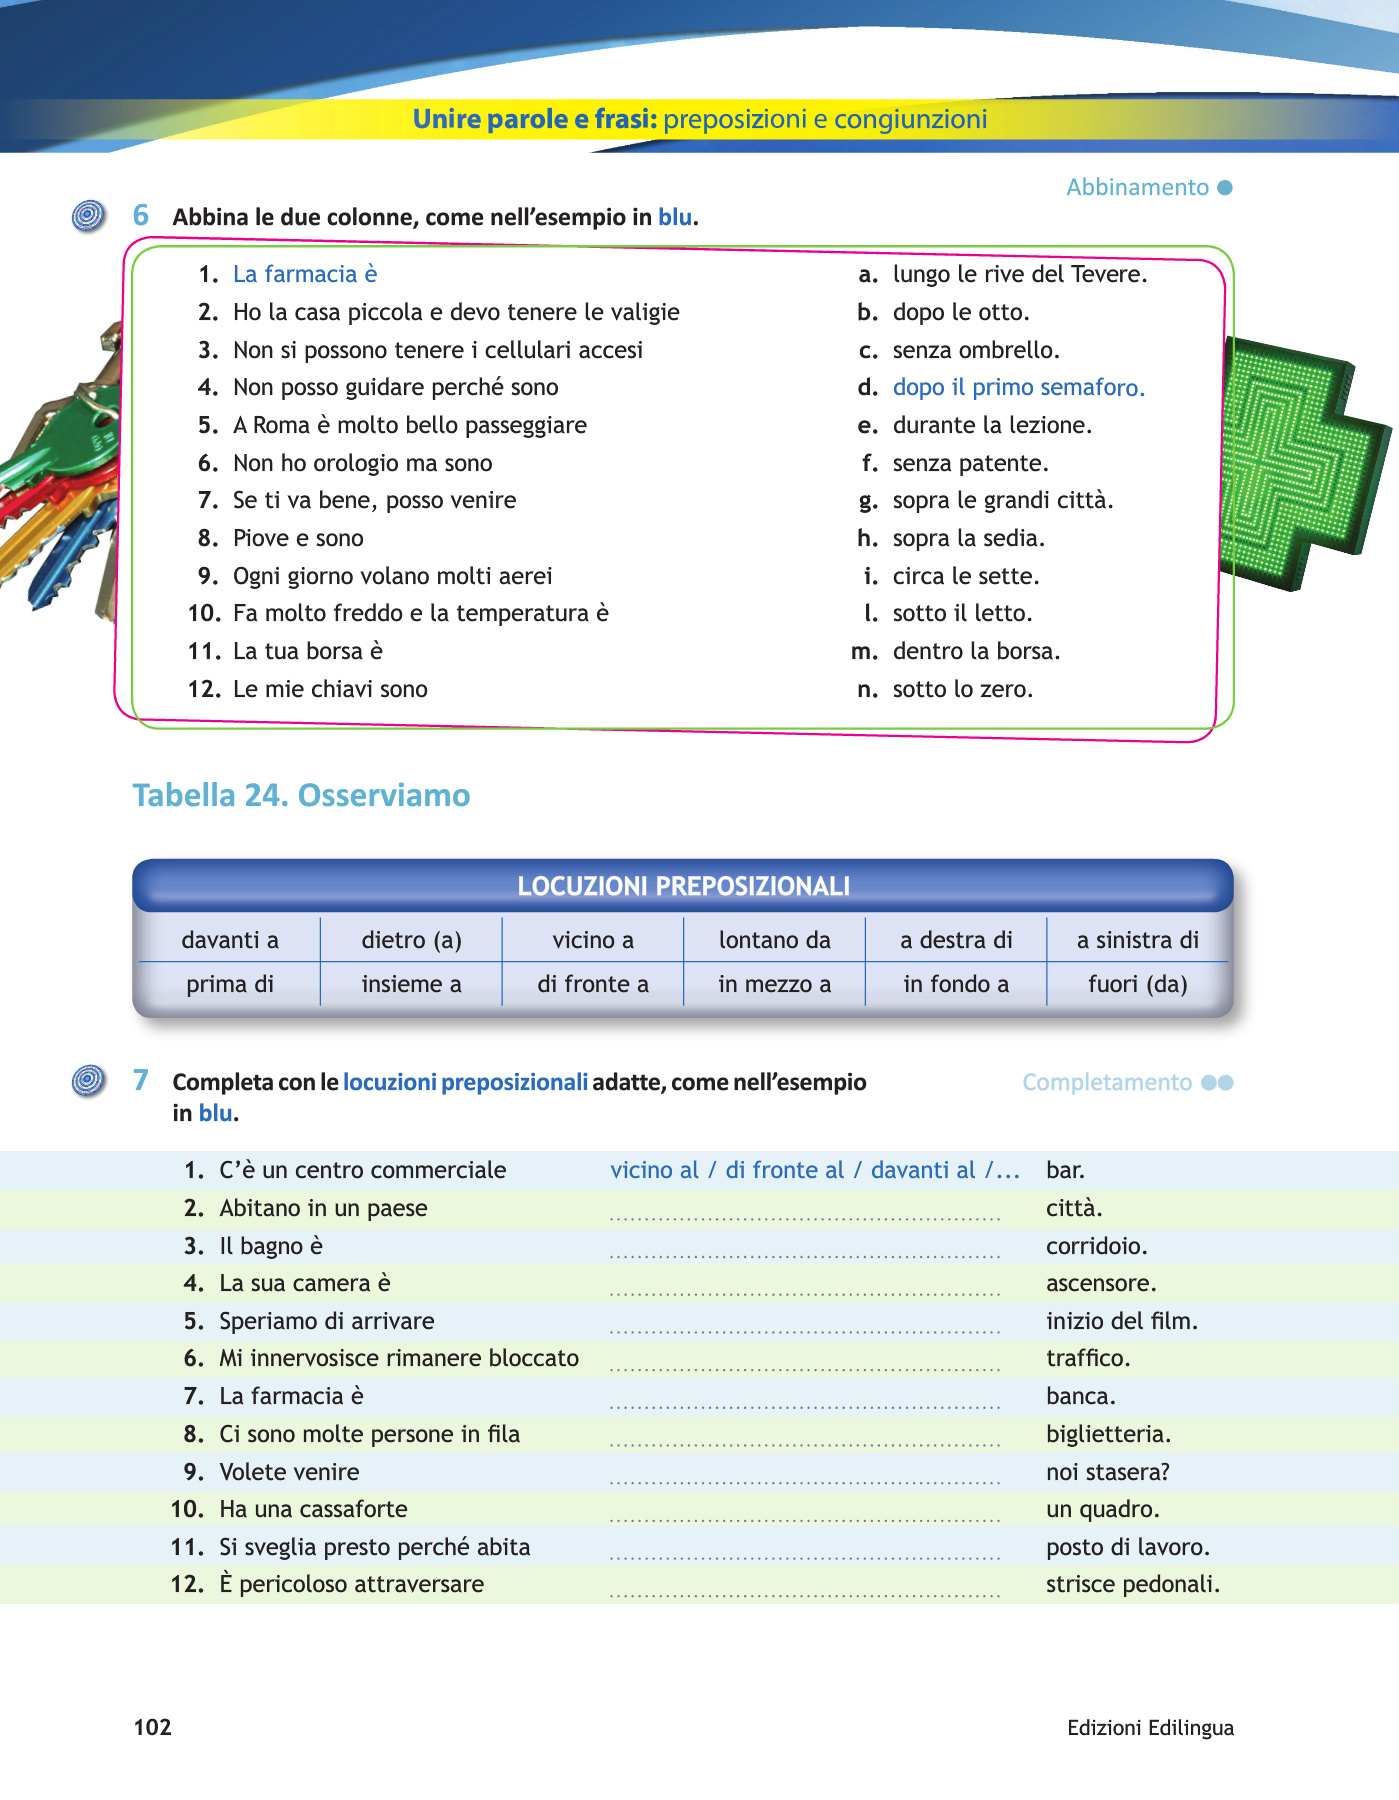 Unire parole e frasi: preposizioni e congiunzioni
Abbinamento
6 Abbina le due colonne, come nell'esempio in blu.
1. La farmacia è a. lungo le rive del Tevere.
2. Ho la casa piccola e devo tenere le valigie b. dopo le otto.
3. Non si possono tenere i cellulari accesi c. senza ombrello.
4. Non posso guidare perché sono d. dopo il primo semaforo.
5. A Roma è molto bello passeggiare e. durante la lezione.
6. Non ho orologio ma sono f. senza patente.
7. Se ti va bene, posso venire g. sopra le grandi città.
8. Piove e sono h. sopra la sedia.
9. Ogni giorno volano molti aerei i. circa le sette.
10. Fa molto freddo e la temperatura è l. sotto il letto.
11. La tua borsa è m. dentro la borsa.
12. Le mie chiavi sono n. sotto lo zero.
Tabella 24. Osserviamo
LOCUZIONI PREPOSIZIONALI
davanti a dietro (a) vicino a lontano da a destra di a sinistra di
prima di insieme a di fronte a in mezzo a in fondo a fuori (da)
7 Completa con le locuzioni preposizionali adatte, come nell'esempio Completamento
in blu.
1. C'è un centro commerciale vicino al / di fronte al / davanti al /... bar.
2. Abitano in un paese ........ città.
3. Il bagno è ........ corridoio.
4. La sua camera è ........ ascensore.
5. Speriamo di arrivare ........ inizio del film.
6. Mi innervosisce rimanere bloccato ........ traffico.
7. La farmacia è ........ banca.
8. Ci sono molte persone in fila ........ biglietteria.
9. Volete venire ........ noi stasera?
10. Ha una cassaforte ........ un quadro.
11. Si sveglia presto perché abita ........ posto di lavoro.
12. È pericoloso attraversare ........ strisce pedonali.
102 Edizioni Edilingua